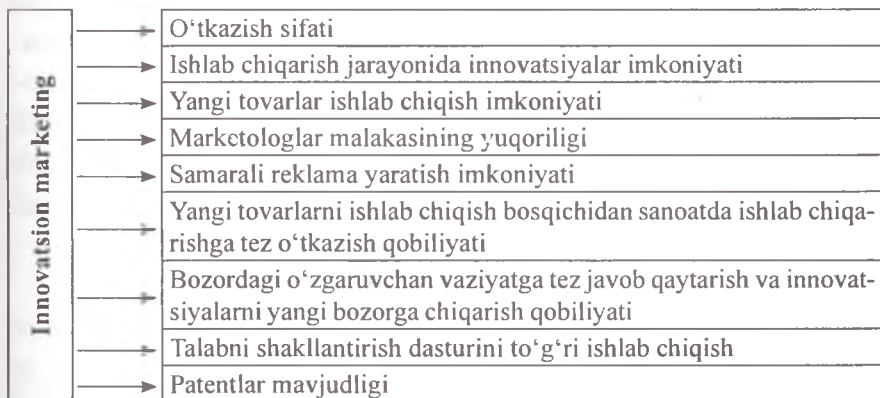 Innovatsion marketing
O‘tkazish sifati
Ishlab chiqarish jarayonida innovatsiyalar imkoniyati
Yangi tovarlar ishlab chiqish imkoniyati
Marketologlar malakasining yuqoriligi
Samarali reklama yaratish imkoniyati
Yangi tovarlarni ishlab chiqish bosqichidan sanoatda ishlab chiqa-
rishga tez o‘tkazish qobiliyati
Bozordagi o‘zgaruvchan vaziyatga tez javob qaytarish va innovat-
siyalarni yangi bozorga chiqarish qobiliyati
Talabni shakllantirish dasturini to‘g‘ri ishlab chiqish
Patentlar mavjudligi